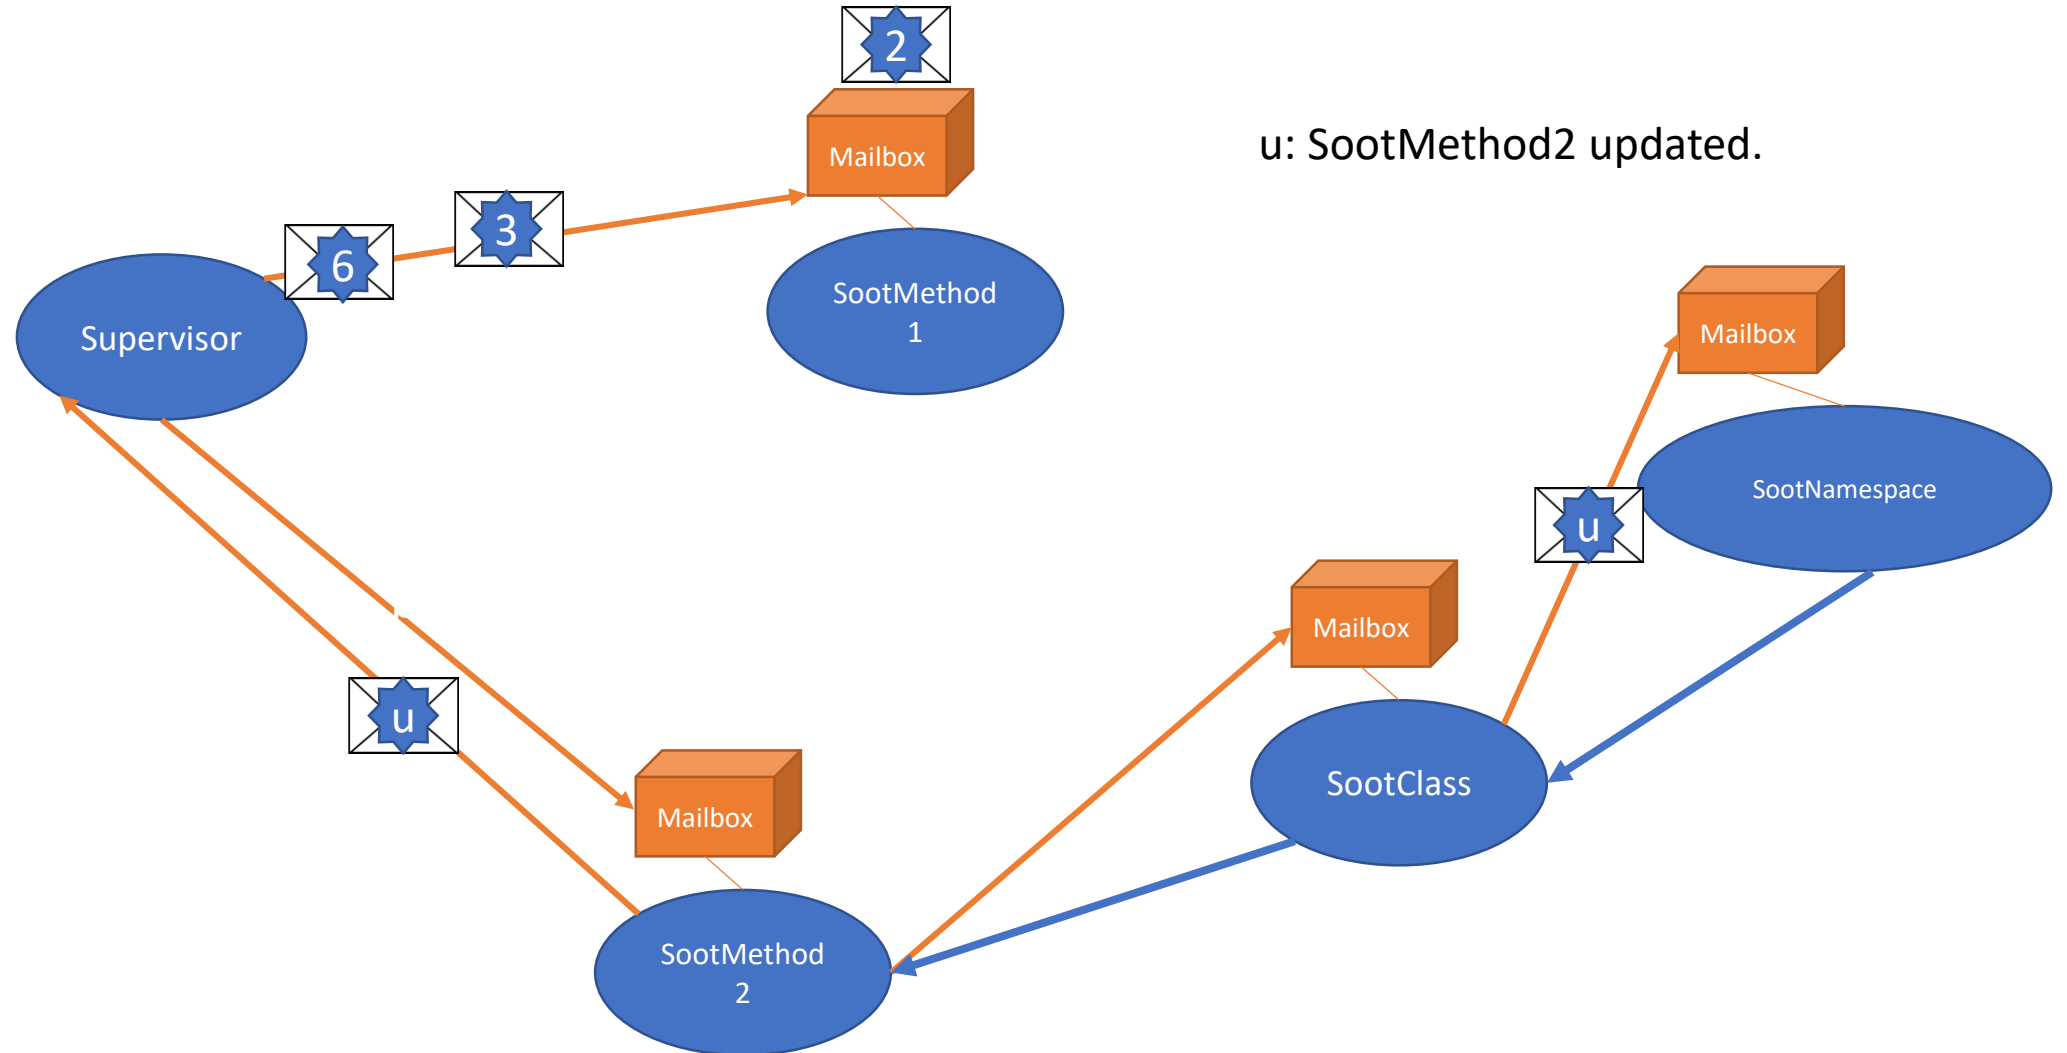 2
Mailbox
u: SootMethod2 updated.
3
6
SootMethod
1
Supervisor
Mailbox
SootNamespace
u
Mailbox
u
SootClass
Mailbox
SootMethod
2